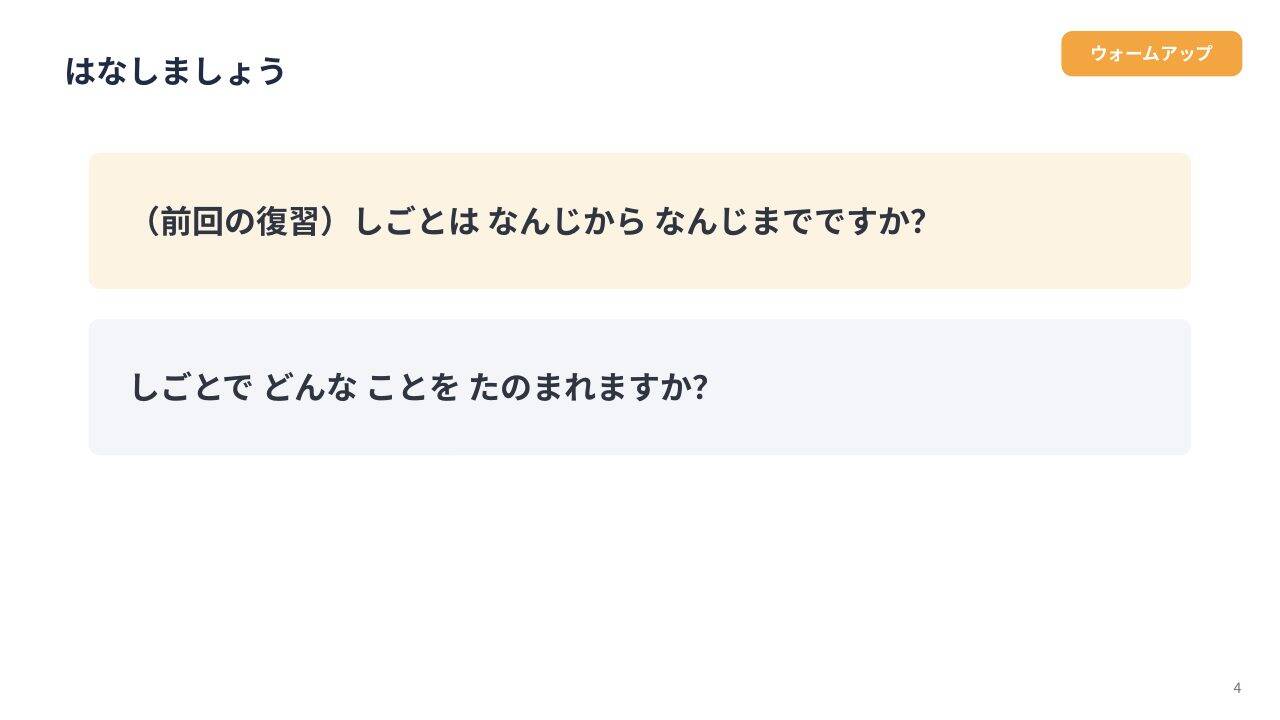 はなしましょう
ウォームアップ
（前回の復習）しごとは なんじから なんじまでですか?
しごとで どんな ことを たのまれますか?
4